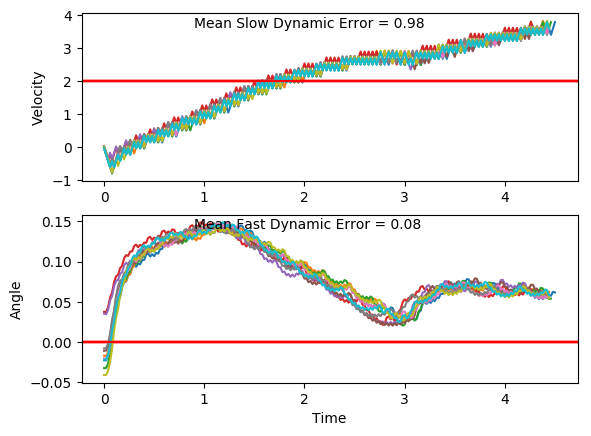 Mean Slow Dynamic Error = 0.98
Velocity
4
3
2
1
0
−1
0 1 2 3 4
Mean Fast Dynamic Error = 0.08
Angle
0.15
0.10
0.05
0.00
−0.05
0 1 2 3 4
Time